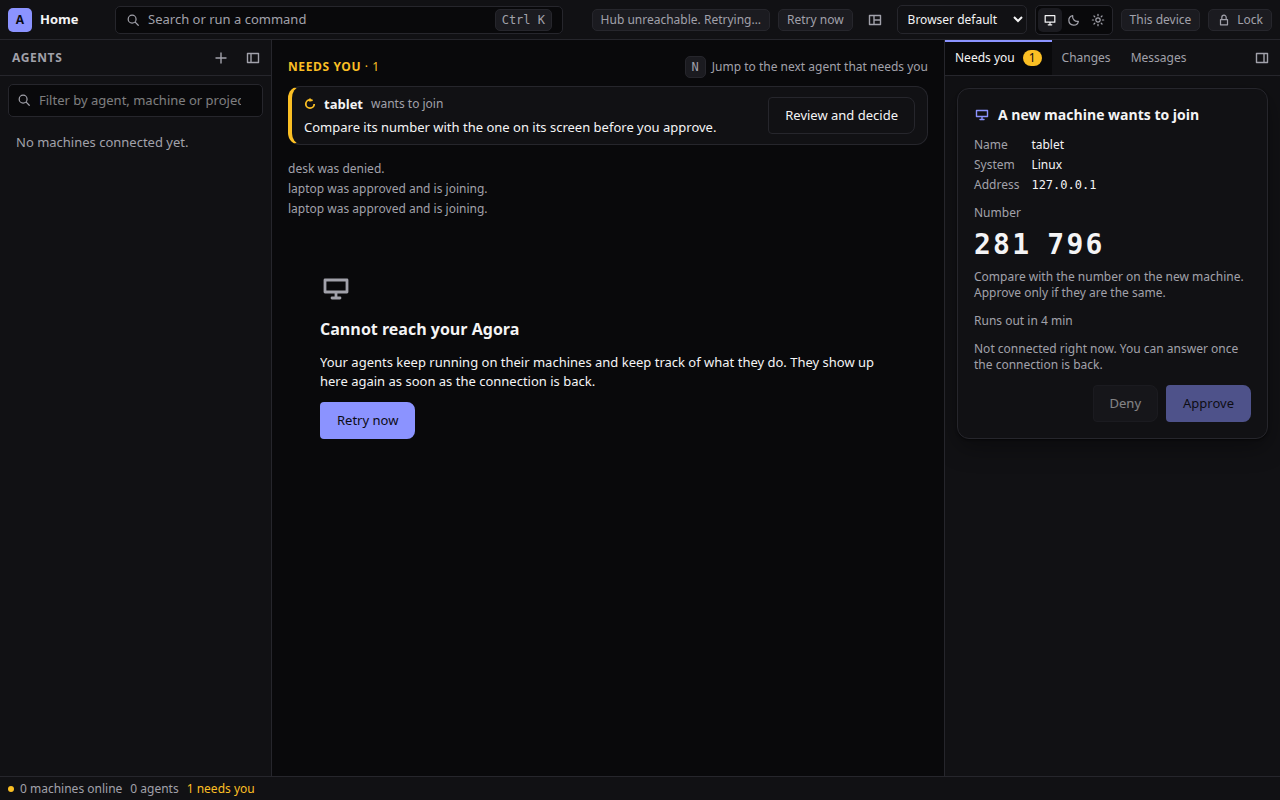 A Home
Search or run a command Ctrl K
Hub unreachable. Retrying...
Retry now
Browser default
This device
Lock
AGENTS
Filter by agent, machine or projec
No machines connected yet.
NEEDS YOU · 1
N Jump to the next agent that needs you
tablet wants to join
Compare its number with the one on its screen before you approve.
Review and decide
desk was denied.
laptop was approved and is joining.
laptop was approved and is joining.
Cannot reach your Agora
Your agents keep running on their machines and keep track of what they do. They show up
here again as soon as the connection is back.
Retry now
Needs you 1
Changes
Messages
A new machine wants to join
Name tablet
System Linux
Address 127.0.0.1
Number
281 796
Compare with the number on the new machine.
Approve only if they are the same.
Runs out in 4 min
Not connected right now. You can answer once
the connection is back.
Deny
Approve
0 machines online 0 agents 1 needs you